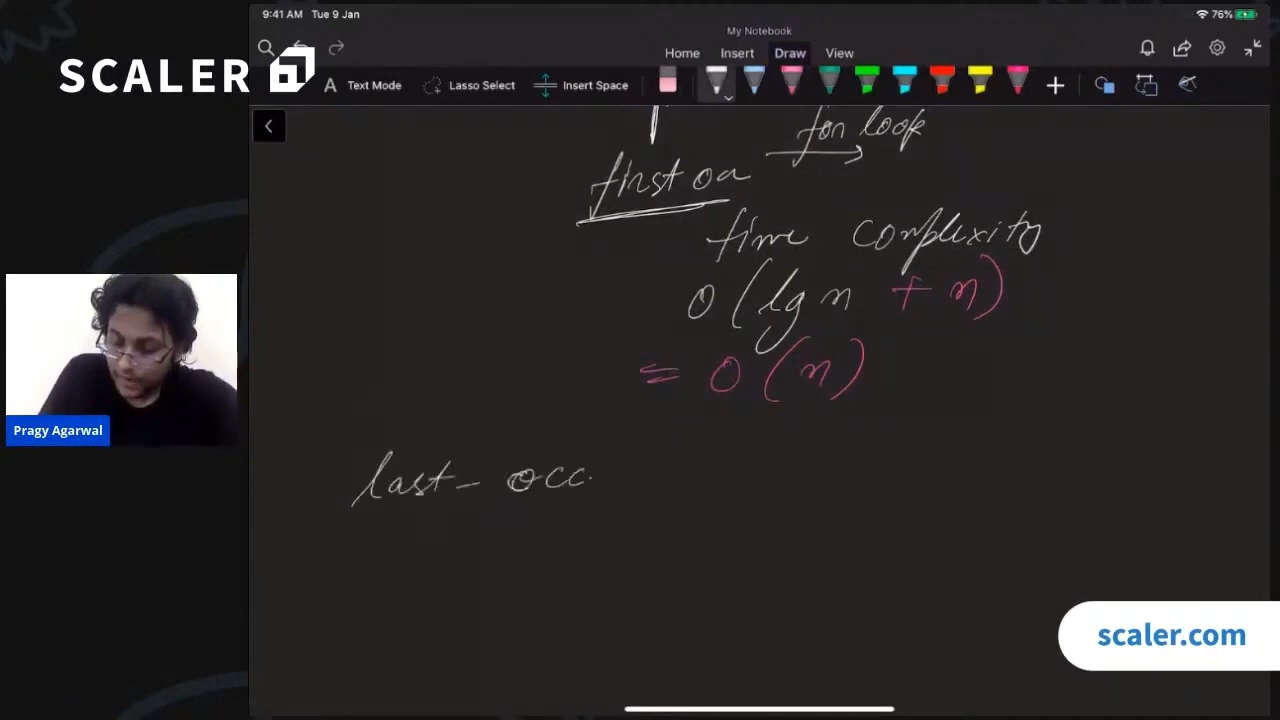 9:41 AM Tue 9 Jan
76%
My Notebook
Home Insert Draw View
SCALER
A Text Mode Lasso Select Insert Space
for loop
first occ
time complexity
O(lg n + n)
= O(n)
Pragy Agarwal
last - occ.
scaler.com